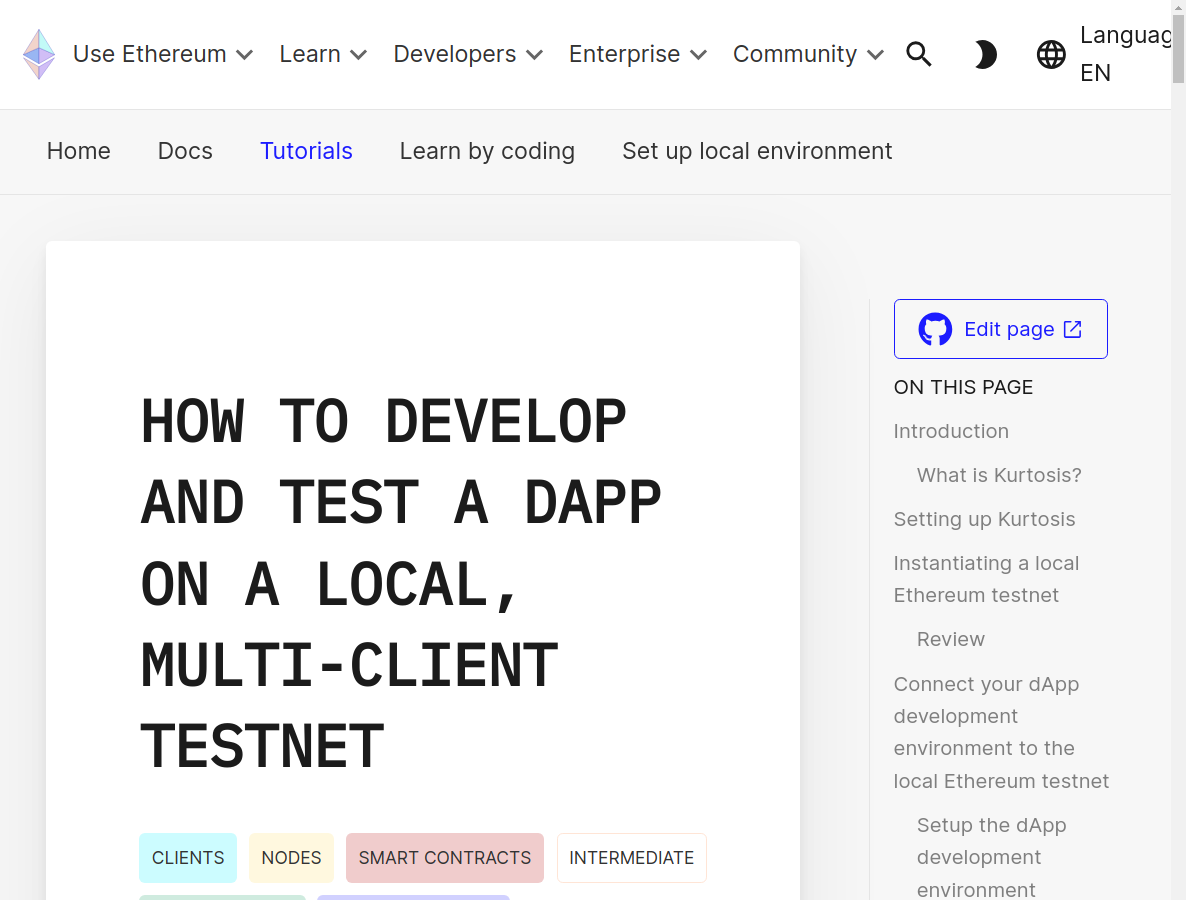 Use Ethereum
Learn
Developers
Enterprise
Community
Languag
EN
Home
Docs
Tutorials
Learn by coding
Set up local environment
HOW TO DEVELOP
AND TEST A DAPP
ON A LOCAL,
MULTI-CLIENT
TESTNET
CLIENTS
NODES
SMART CONTRACTS
INTERMEDIATE
Edit page
ON THIS PAGE
Introduction
What is Kurtosis?
Setting up Kurtosis
Instantiating a local
Ethereum testnet
Review
Connect your dApp
development
environment to the
local Ethereum testnet
Setup the dApp
development
environment